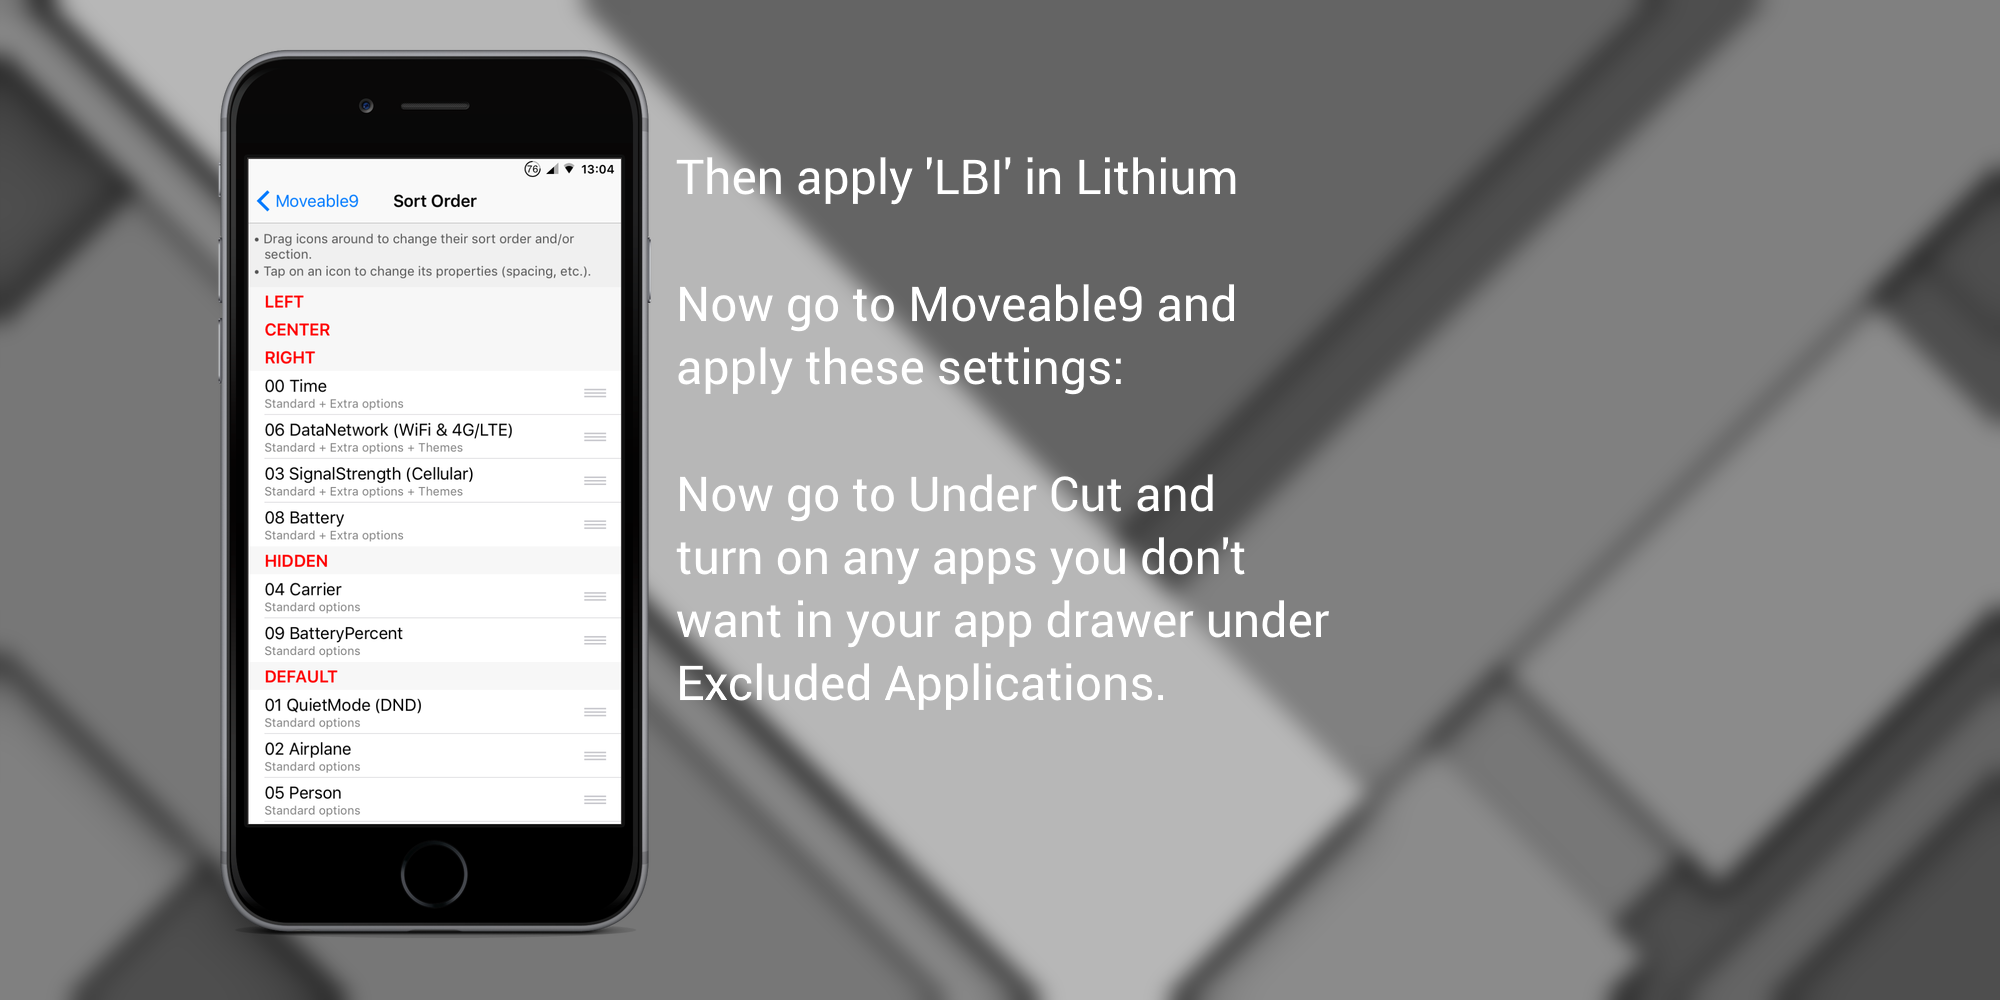 76 13:04
Moveable9 Sort Order
• Drag icons around to change their sort order and/or
section.
• Tap on an icon to change its properties (spacing, etc.).
LEFT
CENTER
RIGHT
00 Time
Standard + Extra options
06 DataNetwork (WiFi & 4G/LTE)
Standard + Extra options + Themes
03 SignalStrength (Cellular)
Standard + Extra options + Themes
08 Battery
Standard + Extra options
HIDDEN
04 Carrier
Standard options
09 BatteryPercent
Standard options
DEFAULT
01 QuietMode (DND)
Standard options
02 Airplane
Standard options
05 Person
Standard options
Then apply 'LBI' in Lithium
Now go to Moveable9 and
apply these settings:
Now go to Under Cut and
turn on any apps you don't
want in your app drawer under
Excluded Applications.